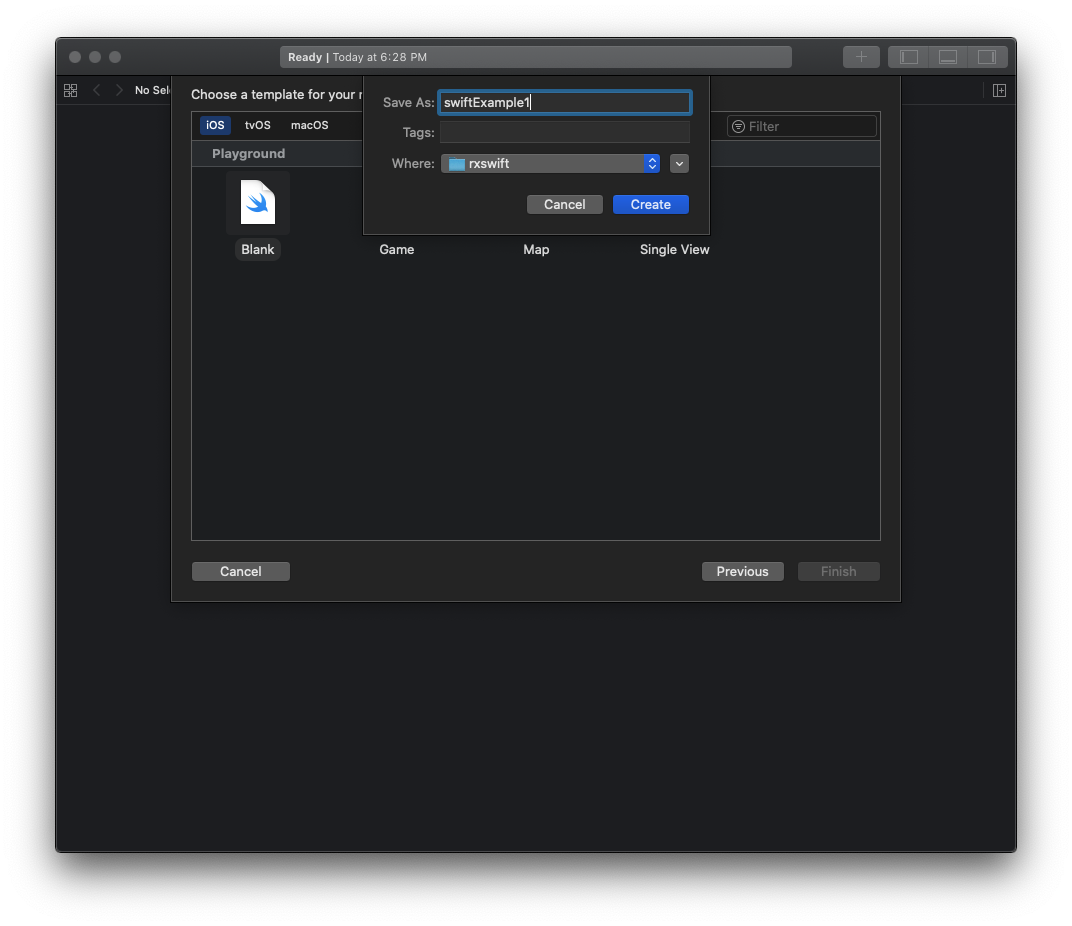 Ready | Today at 6:28 PM
No Sel
Choose a template for your
Save As: swiftExample1
Tags:
Where: rxswift
Cancel Create
iOS tvOS macOS
Filter
Playground
Blank Game Map Single View
Cancel Previous Finish